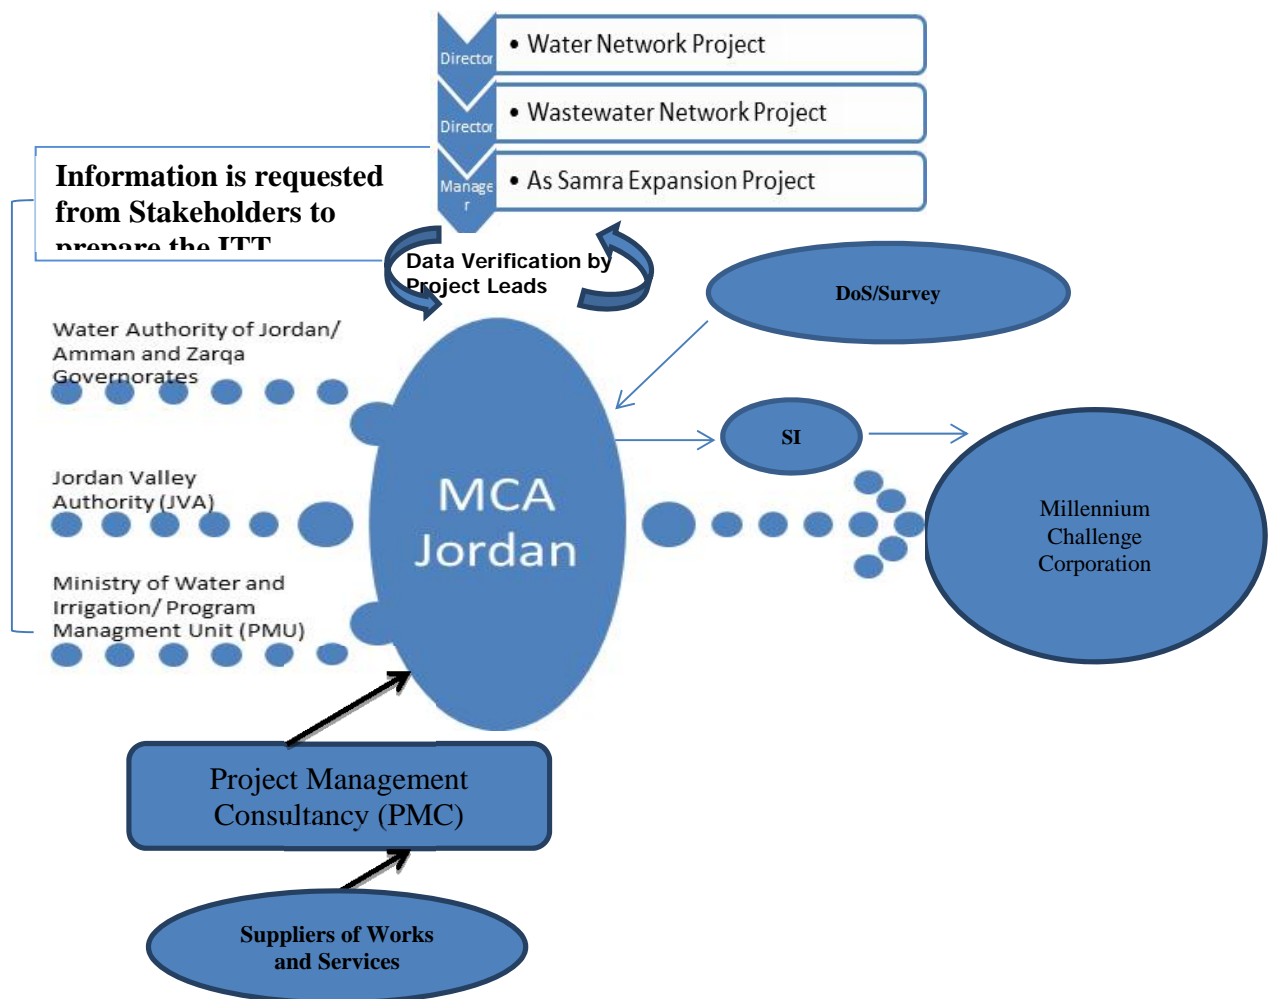 Director
• Water Network Project
Director
• Wastewater Network Project
Manage
r
• As Samra Expansion Project
Information is requested
from Stakeholders to
prepare the ITT
Data Verification by
Project Leads
DoS/Survey
Water Authority of Jordan/
Amman and Zarqa
Governorates
SI
Jordan Valley
Authority (JVA)
MCA
Jordan
Millennium
Challenge
Corporation
Ministry of Water and
Irrigation/ Program
Managment Unit (PMU)
Project Management
Consultancy (PMC)
Suppliers of Works
and Services